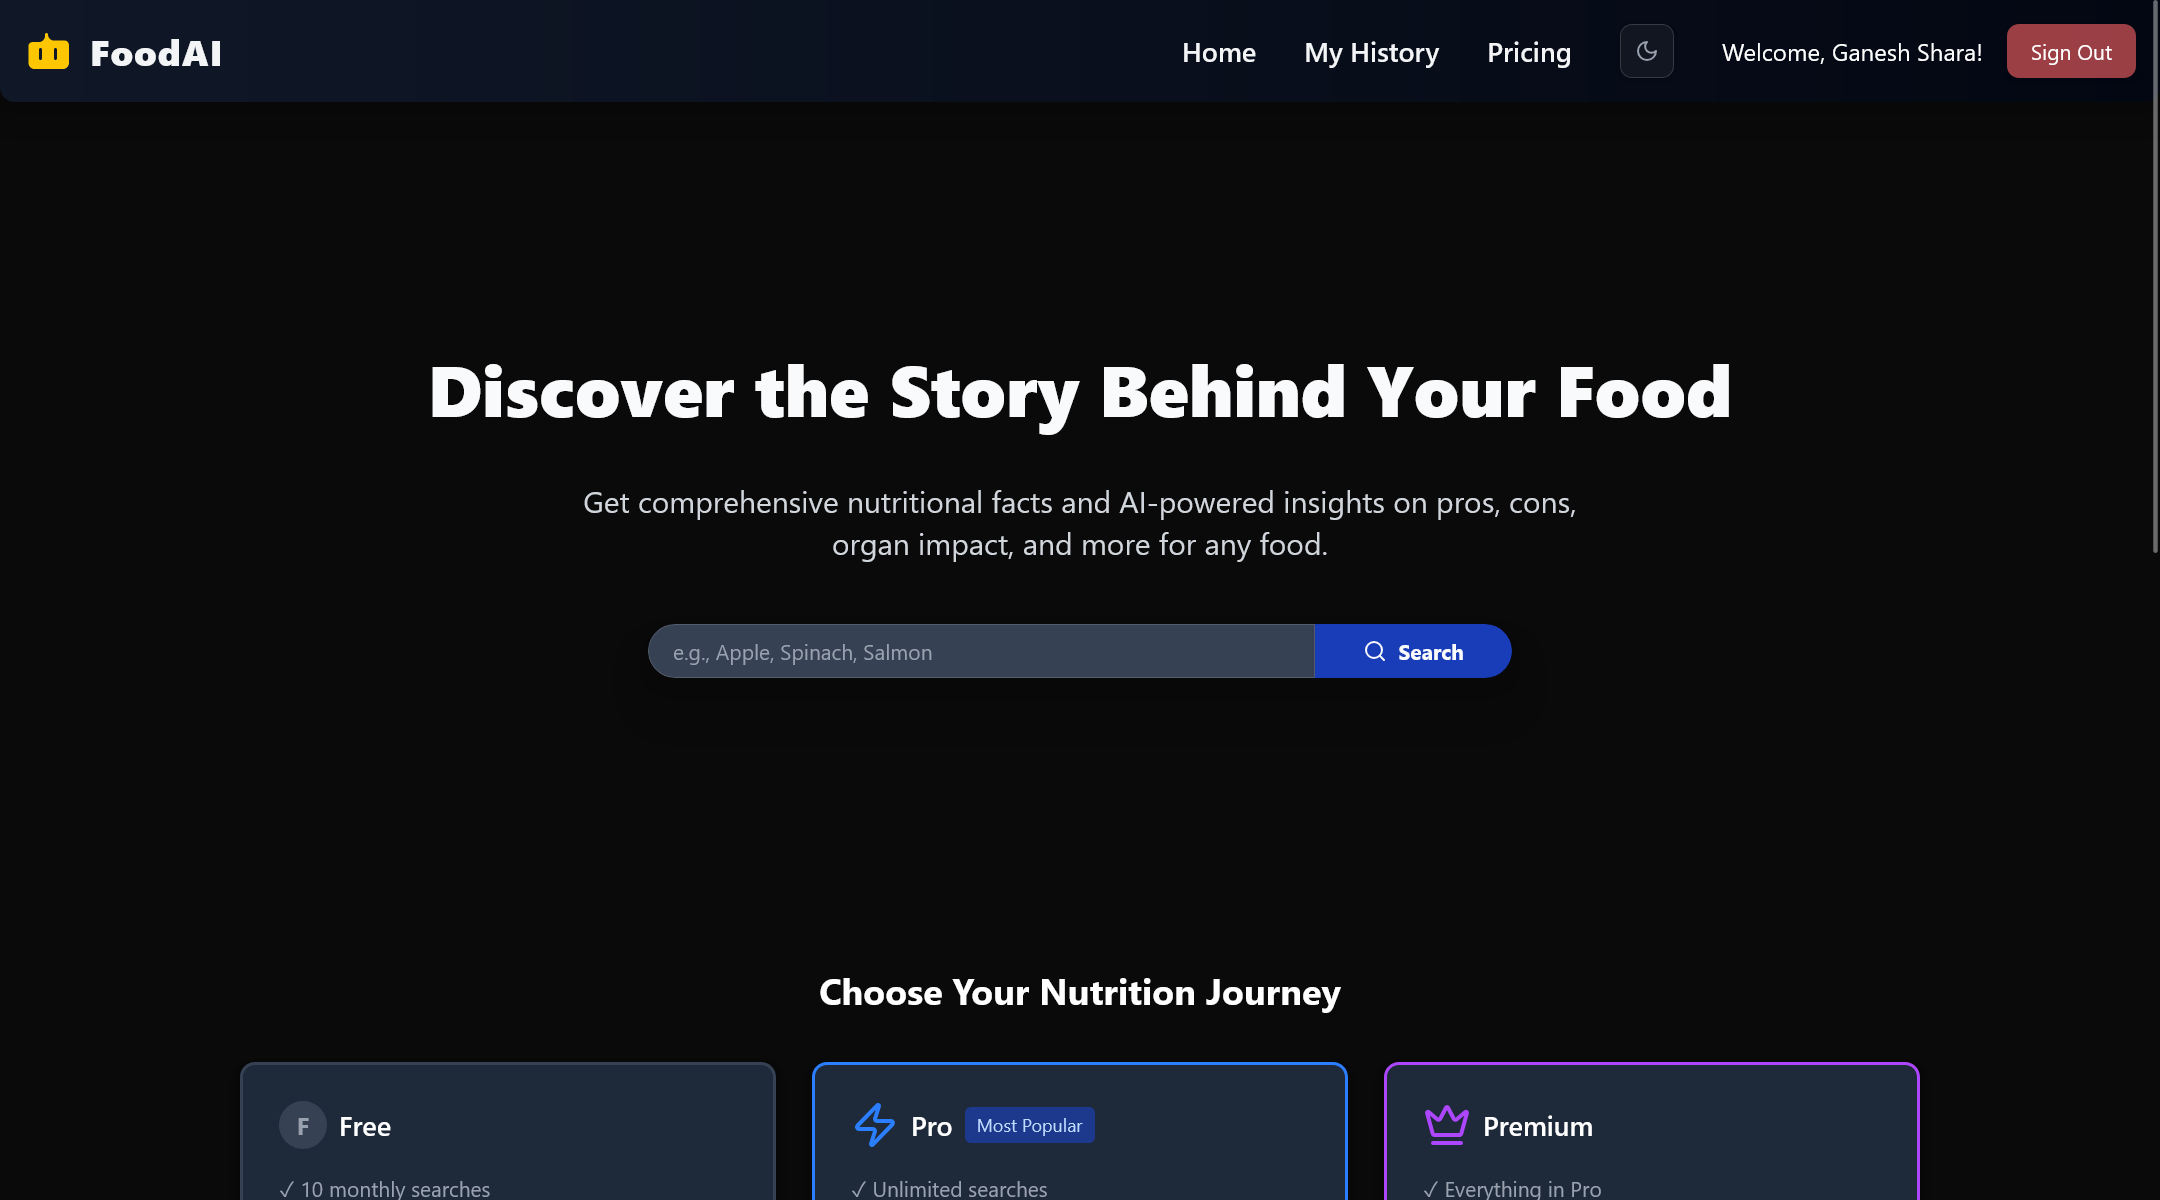 FoodAI
Home
My History
Pricing
Welcome, Ganesh Shara!
Sign Out
Discover the Story Behind Your Food
Get comprehensive nutritional facts and AI-powered insights on pros, cons,
organ impact, and more for any food.
e.g., Apple, Spinach, Salmon
Search
Choose Your Nutrition Journey
F
Free
✓ 10 monthly searches
Pro
Most Popular
✓ Unlimited searches
Premium
✓ Everything in Pro